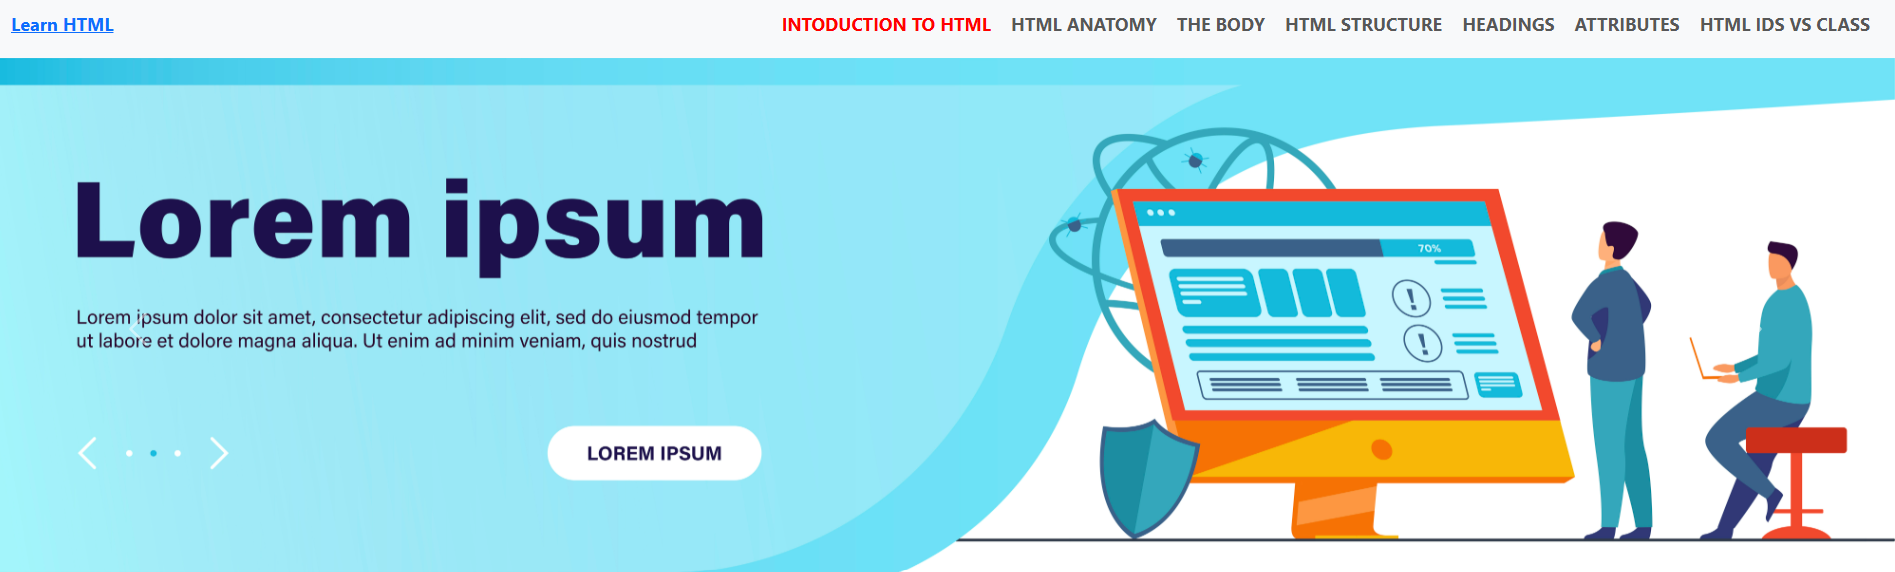 Learn HTML
INTODUCTION TO HTML HTML ANATOMY THE BODY HTML STRUCTURE HEADINGS ATTRIBUTES HTML IDS VS CLASS
Lorem ipsum
Lorem ipsum dolor sit amet, consectetur adipiscing elit, sed do eiusmod tempor
ut labore et dolore magna aliqua. Ut enim ad minim veniam, quis nostrud
LOREM IPSUM
70%